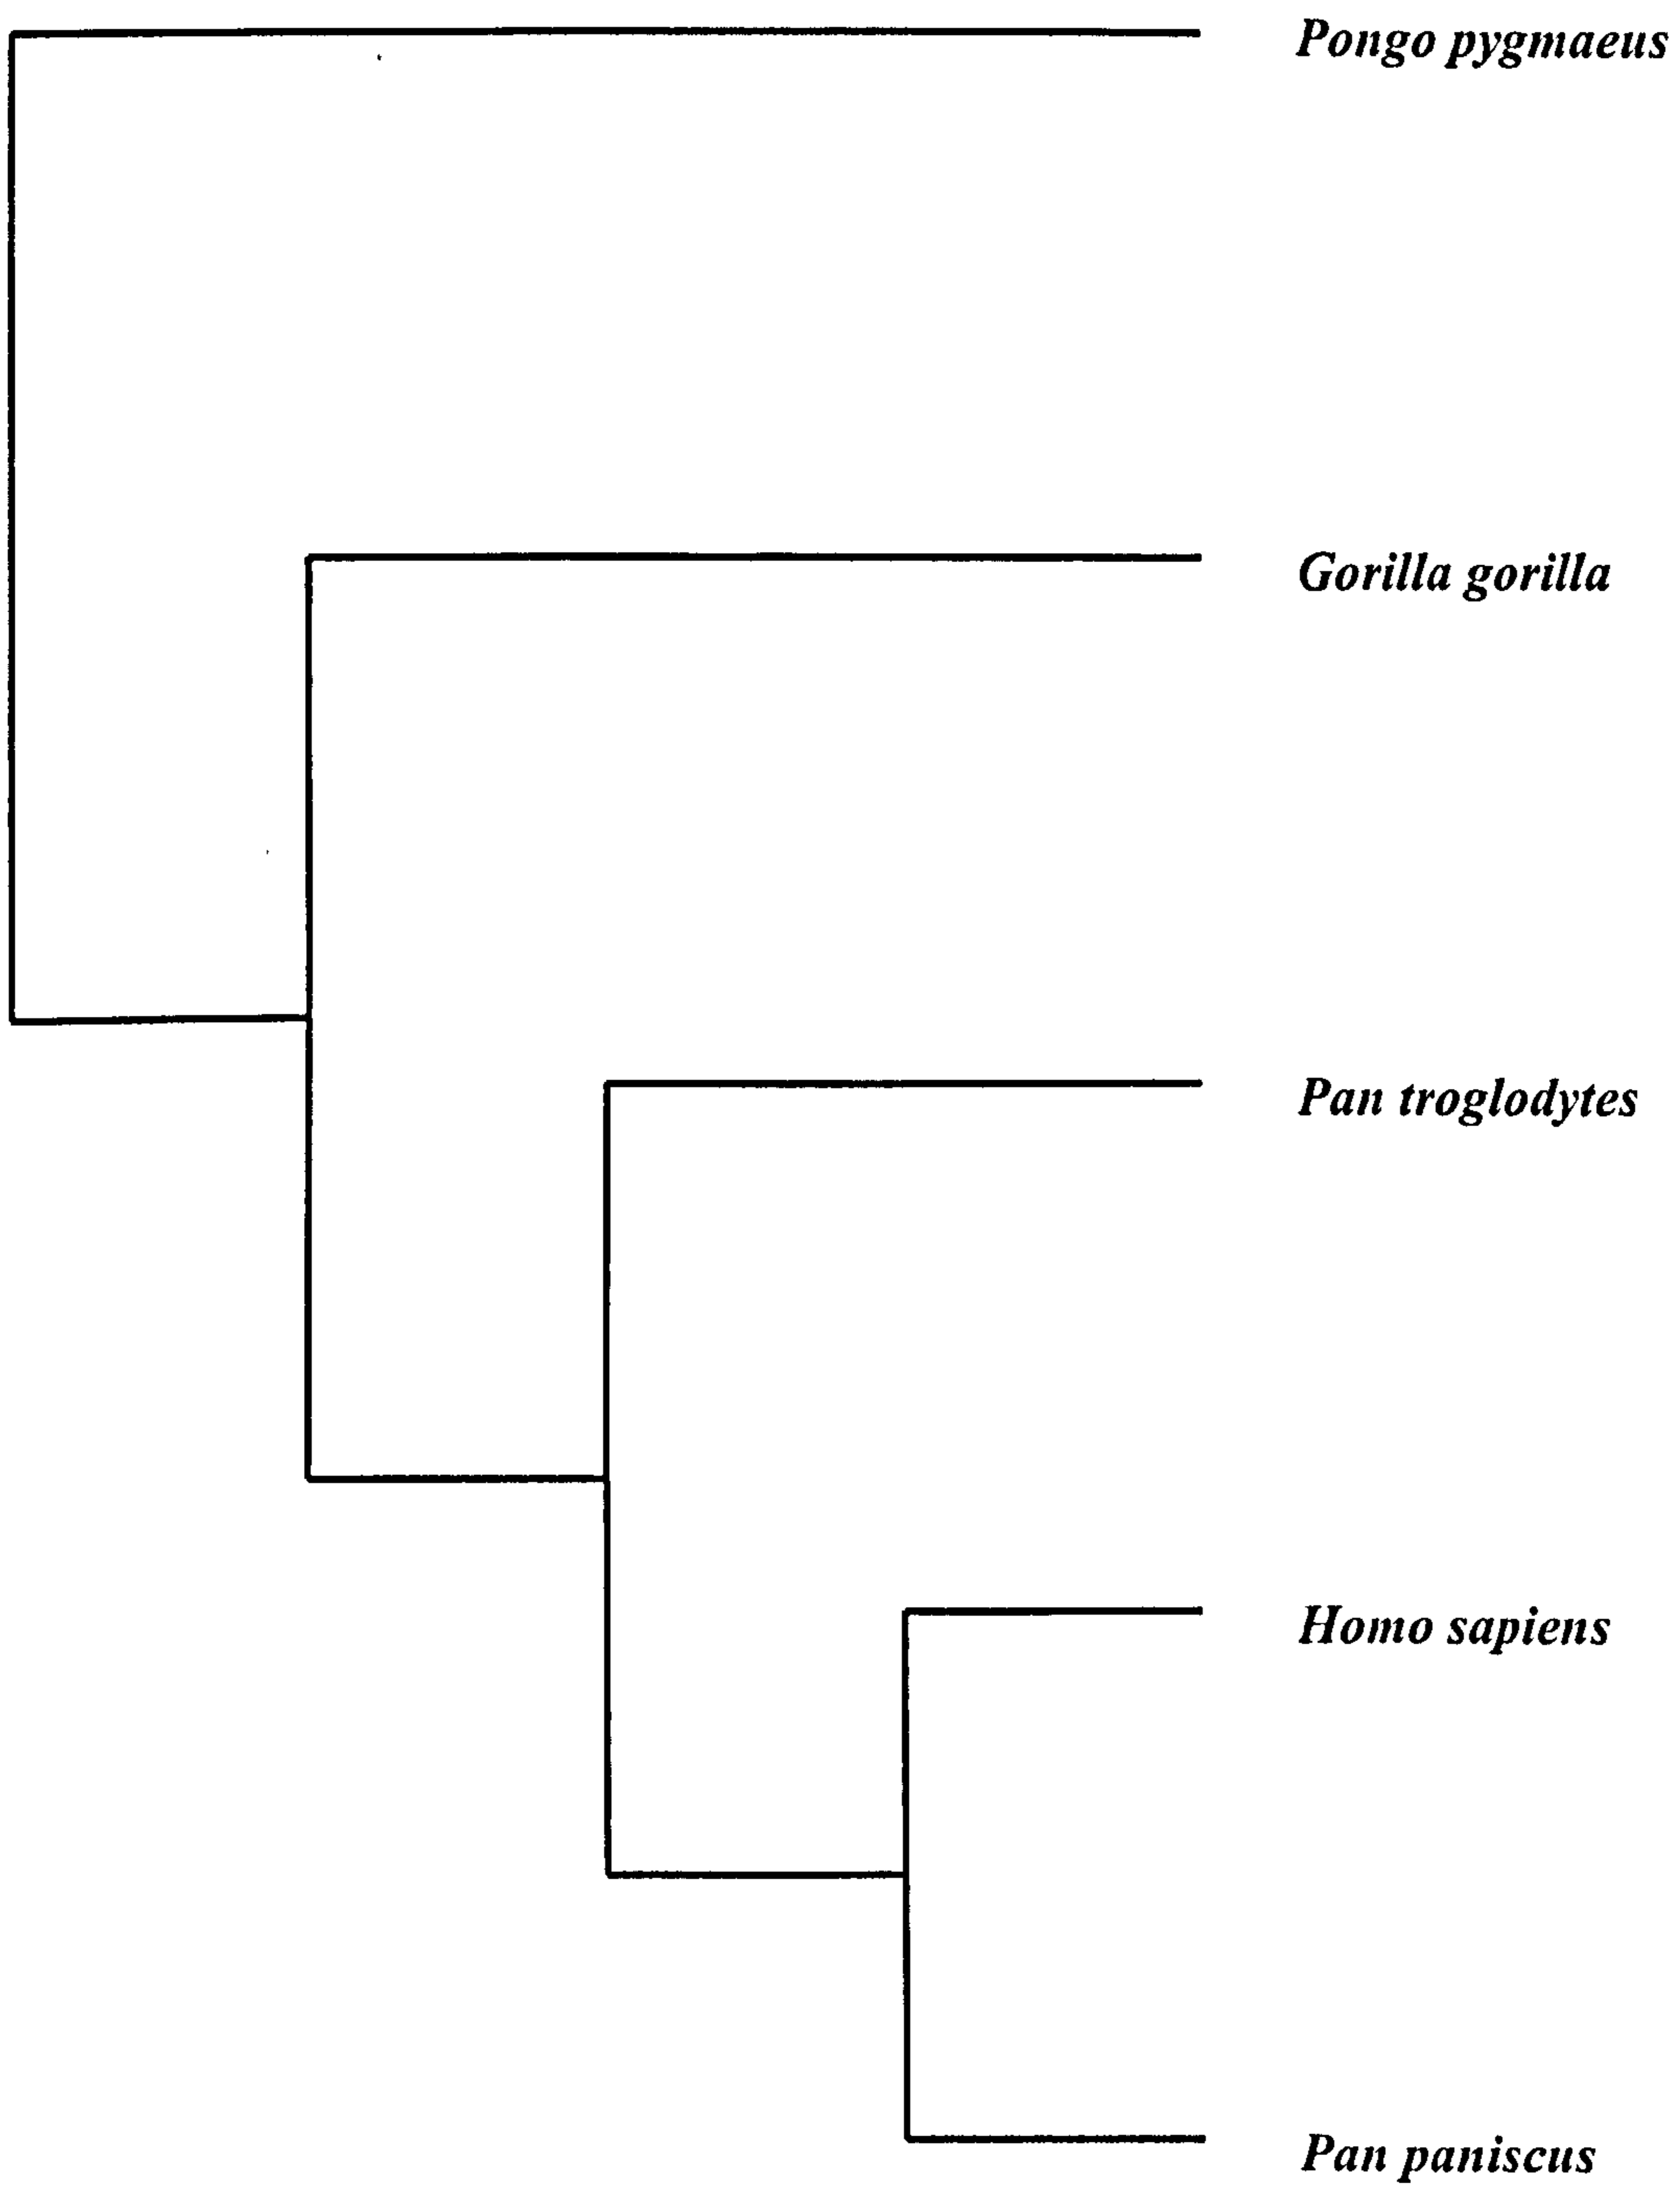 Pongo pygmaeus
Gorilla gorilla
Pan troglodytes
Homo sapiens
Pan paniscus